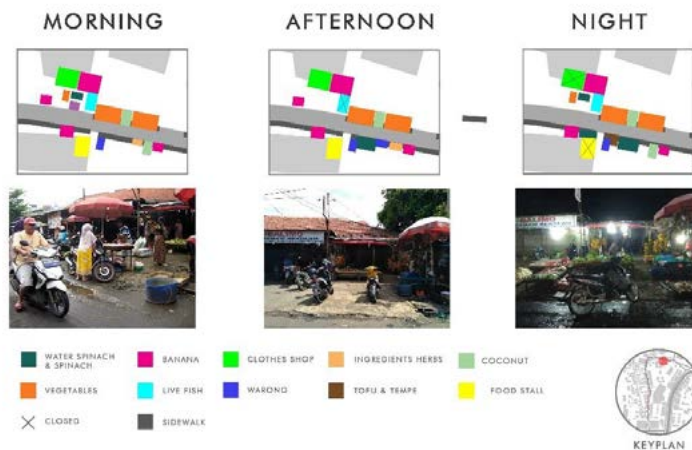 MORNING
AFTERNOON
NIGHT
WATER SPINACH
& SPINACH
BANANA
CLOTHES SHOP
INGREDIENTS HERBS
COCONUT
VEGETABLES
LIVE FISH
WARONG
TOFU & TEMPE
FOOD STALL
CLOSED
SIDEWALK
KEYPLAN